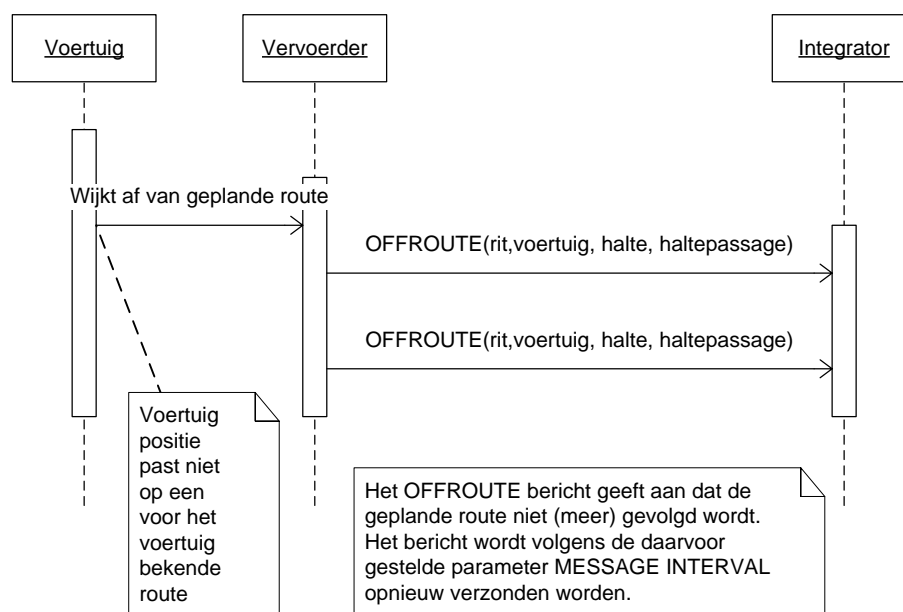 Voertuig
Vervoerder
Integrator
Wijkt af van geplande route
OFFROUTE(rit,voertuig, halte, haltepassage)
OFFROUTE(rit,voertuig, halte, haltepassage)
Voertuig
positie
past niet
op een
voor het
voertuig
bekende
route
Het OFFROUTE bericht geeft aan dat de
geplande route niet (meer) gevolgd wordt.
Het bericht wordt volgens de daarvoor
gestelde parameter MESSAGE INTERVAL
opnieuw verzonden worden.